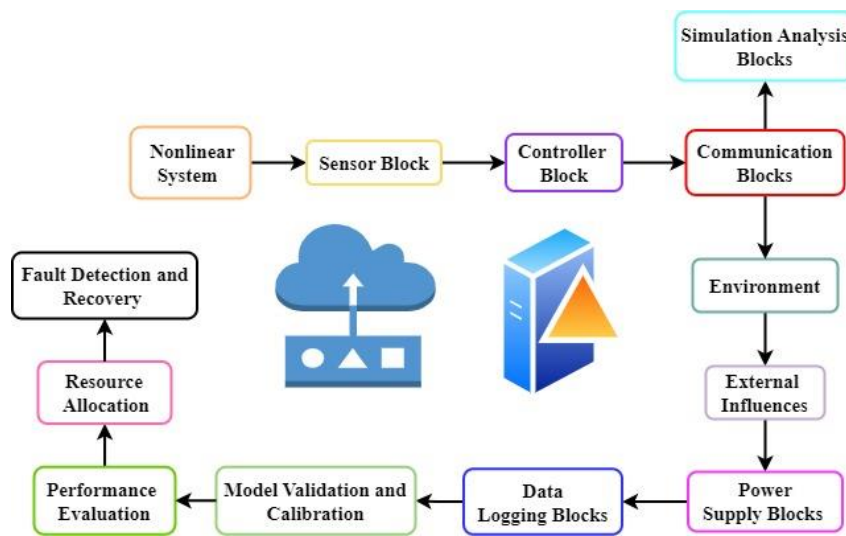 Simulation Analysis
Blocks
Nonlinear
System
Sensor Block
Controller
Block
Communication
Blocks
Fault Detection and
Recovery
Environment
Resource
Allocation
External
Influences
Performance
Evaluation
Model Validation and
Calibration
Data
Logging Blocks
Power
Supply Blocks